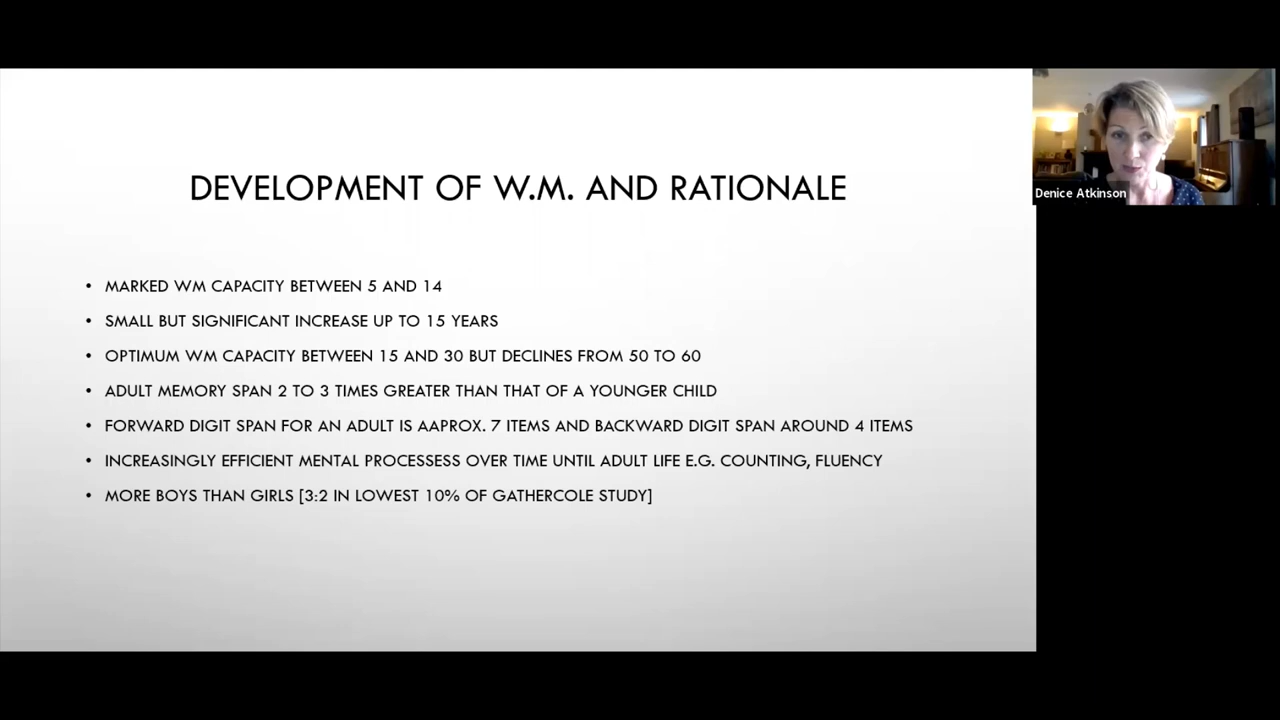 DEVELOPMENT OF W.M. AND RATIONALE
• MARKED WM CAPACITY BETWEEN 5 AND 14
• SMALL BUT SIGNIFICANT INCREASE UP TO 15 YEARS
• OPTIMUM WM CAPACITY BETWEEN 15 AND 30 BUT DECLINES FROM 50 TO 60
• ADULT MEMORY SPAN 2 TO 3 TIMES GREATER THAN THAT OF A YOUNGER CHILD
• FORWARD DIGIT SPAN FOR AN ADULT IS AAPROX. 7 ITEMS AND BACKWARD DIGIT SPAN AROUND 4 ITEMS
• INCREASINGLY EFFICIENT MENTAL PROCESSESS OVER TIME UNTIL ADULT LIFE E.G. COUNTING, FLUENCY
• MORE BOYS THAN GIRLS [3:2 IN LOWEST 10% OF GATHERCOLE STUDY]
Denice Atkinson